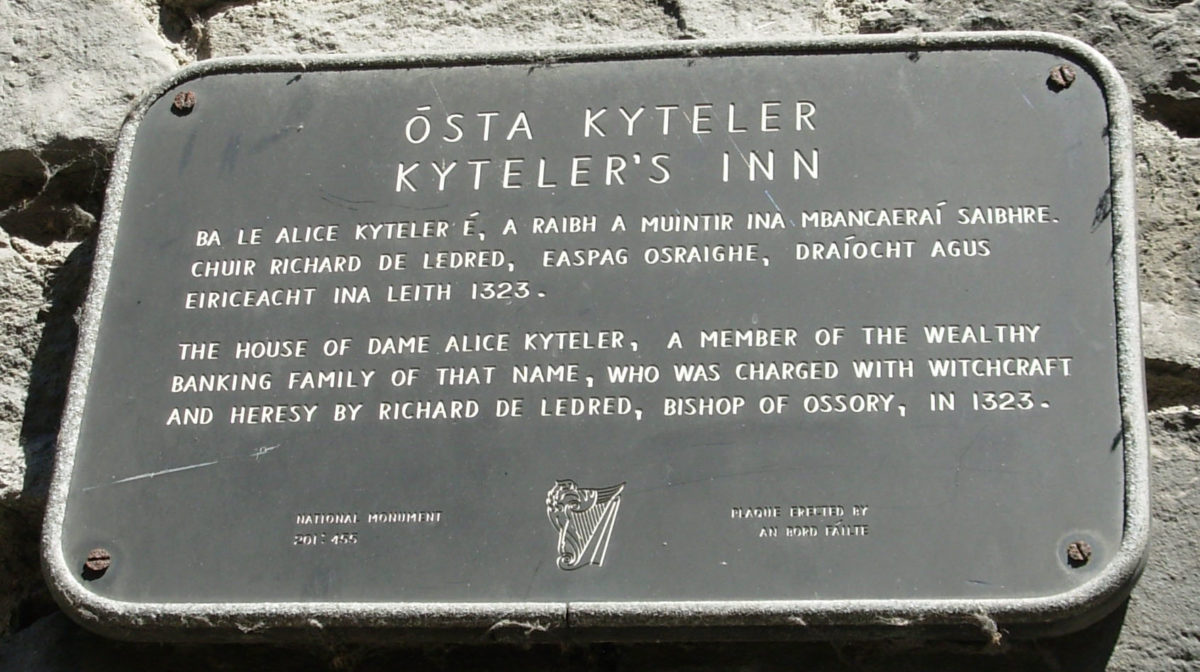 ŌSTA KYTELER
KYTELER'S INN
BA LE ALICE KYTELER É, A RAIBH A MUINTIR INA MBANCAERAÍ SAIBHRE.
CHUIR RICHARD DE LEDRED, EASPAG OSRAIGHE, DRAÍOCHT AGUS
EIRICEACHT INA LEITH 1323.
THE HOUSE OF DAME ALICE KYTELER, A MEMBER OF THE WEALTHY
BANKING FAMILY OF THAT NAME, WHO WAS CHARGED WITH WITCHCRAFT
AND HERESY BY RICHARD DE LEDRED, BISHOP OF OSSORY, IN 1323.
NATIONAL MONUMENT
201:455
PLAQUE ERECTED BY
AN BORD FÁILTE